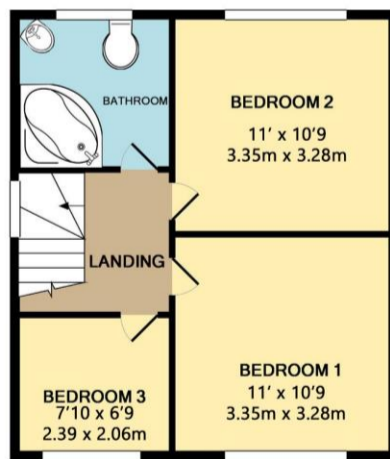 BATHROOM
BEDROOM 2
11' x 10'9
3.35m x 3.28m
LANDING
BEDROOM 1
11' x 10'9
3.35m x 3.28m
BEDROOM 3
7'10 x 6'9
2.39 x 2.06m